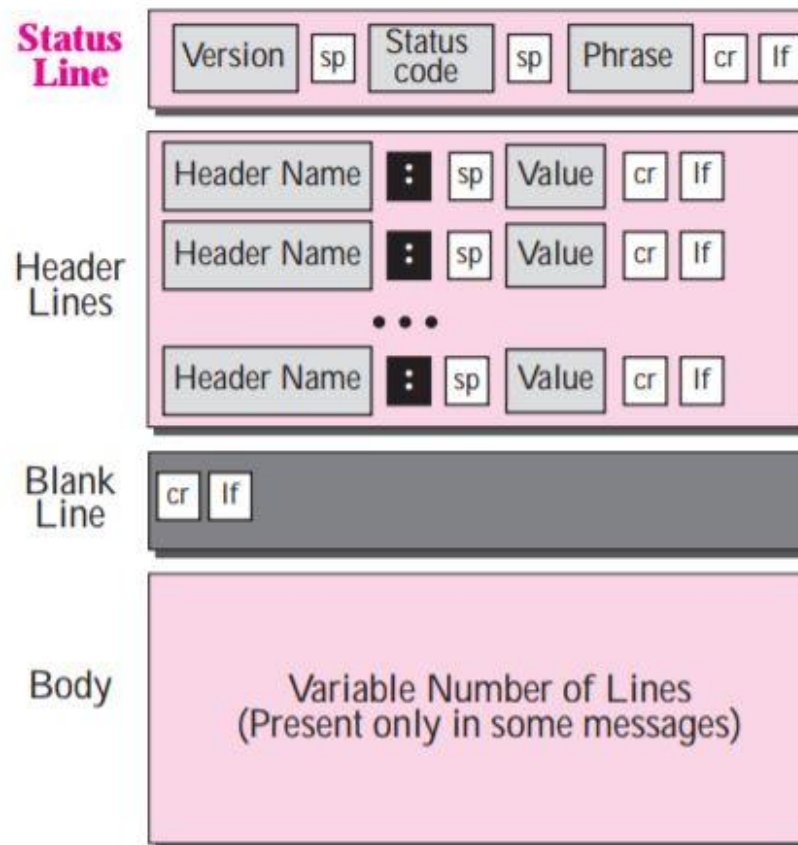 Status
Line
Version sp Status code sp Phrase cr lf
Header
Lines
Header Name : sp Value cr lf
Header Name : sp Value cr lf
• • •
Header Name : sp Value cr lf
Blank
Line
cr lf
Body
Variable Number of Lines
(Present only in some messages)